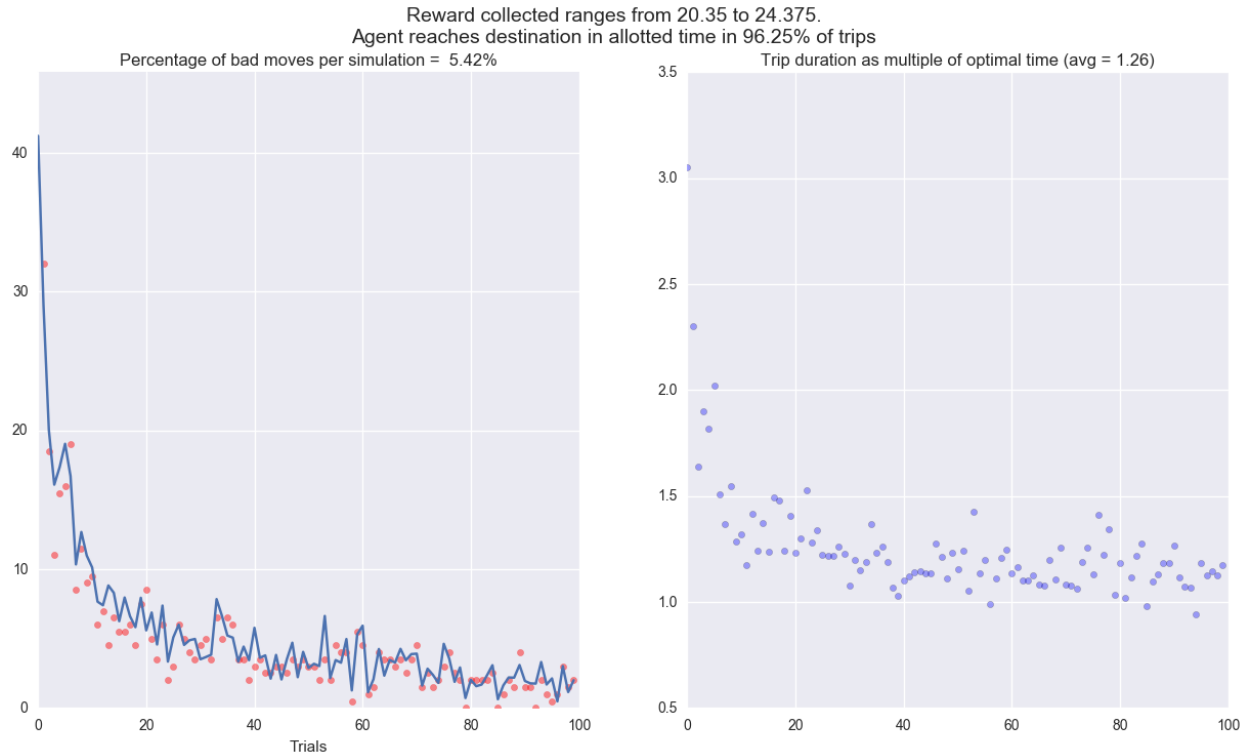 Reward collected ranges from 20.35 to 24.375.
Agent reaches destination in allotted time in 96.25% of trips
Percentage of bad moves per simulation =  5.42%
40
30
20
10
0
0 20 40 60 80 100
Trials
Trip duration as multiple of optimal time (avg = 1.26)
3.5
3.0
2.5
2.0
1.5
1.0
0.5
0 20 40 60 80 100